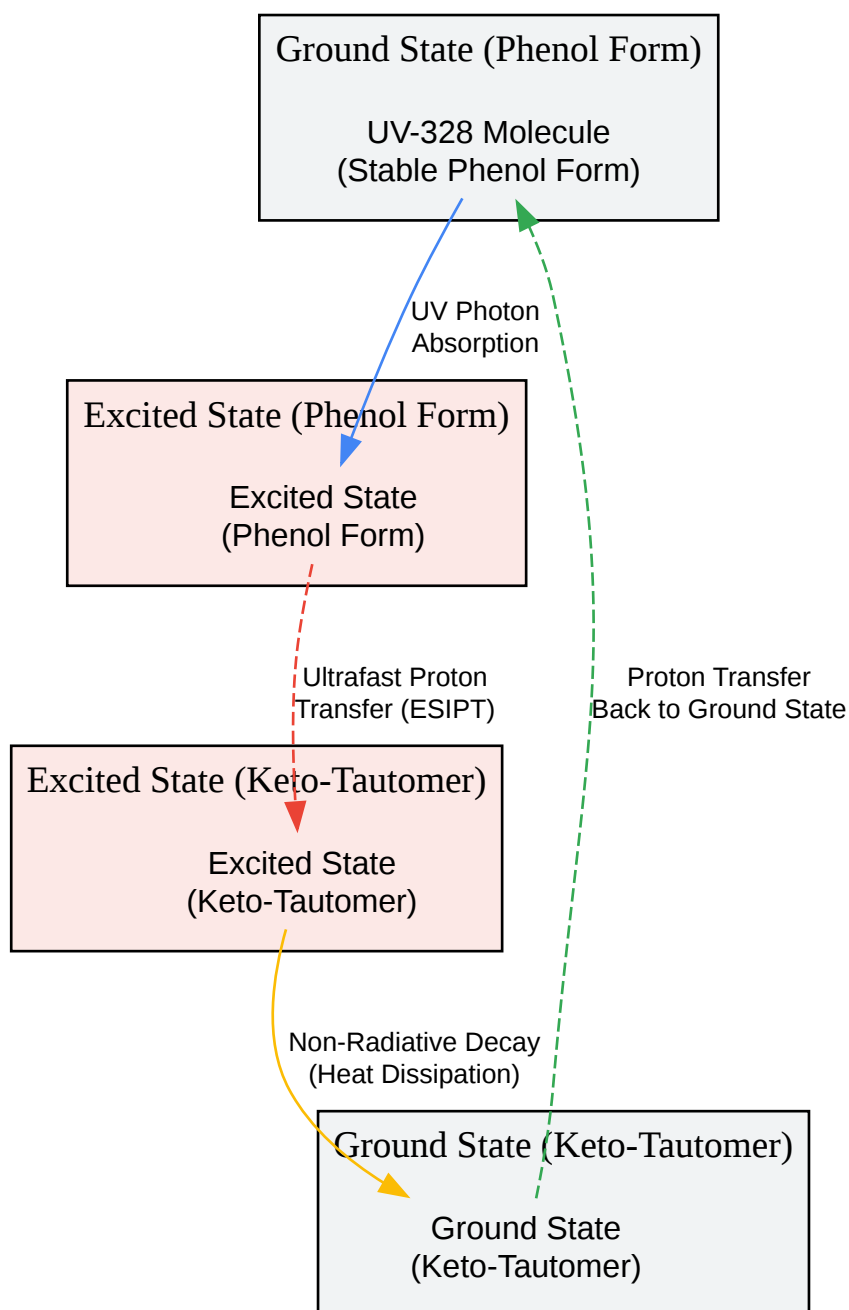 Ground State (Phenol Form)
UV-328 Molecule
(Stable Phenol Form)
UV Photon
Absorption
Excited State (Phenol Form)
Excited State
(Phenol Form)
Ultrafast Proton
Transfer (ESIPT)
Proton Transfer
Back to Ground State
Excited State (Keto-Tautomer)
Excited State
(Keto-Tautomer)
Non-Radiative Decay
(Heat Dissipation)
Ground State (Keto-Tautomer)
Ground State
(Keto-Tautomer)